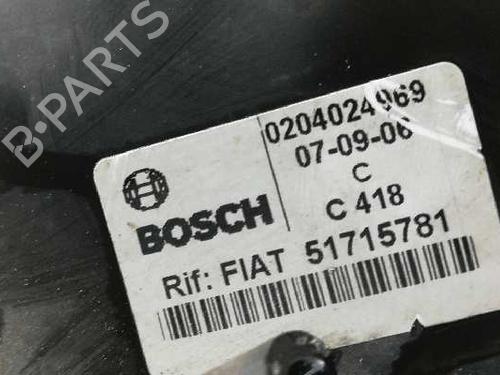 B-PARTS
0204024969
07-09-06
C
BOSCH
C 418
Rif: FIAT 51715781